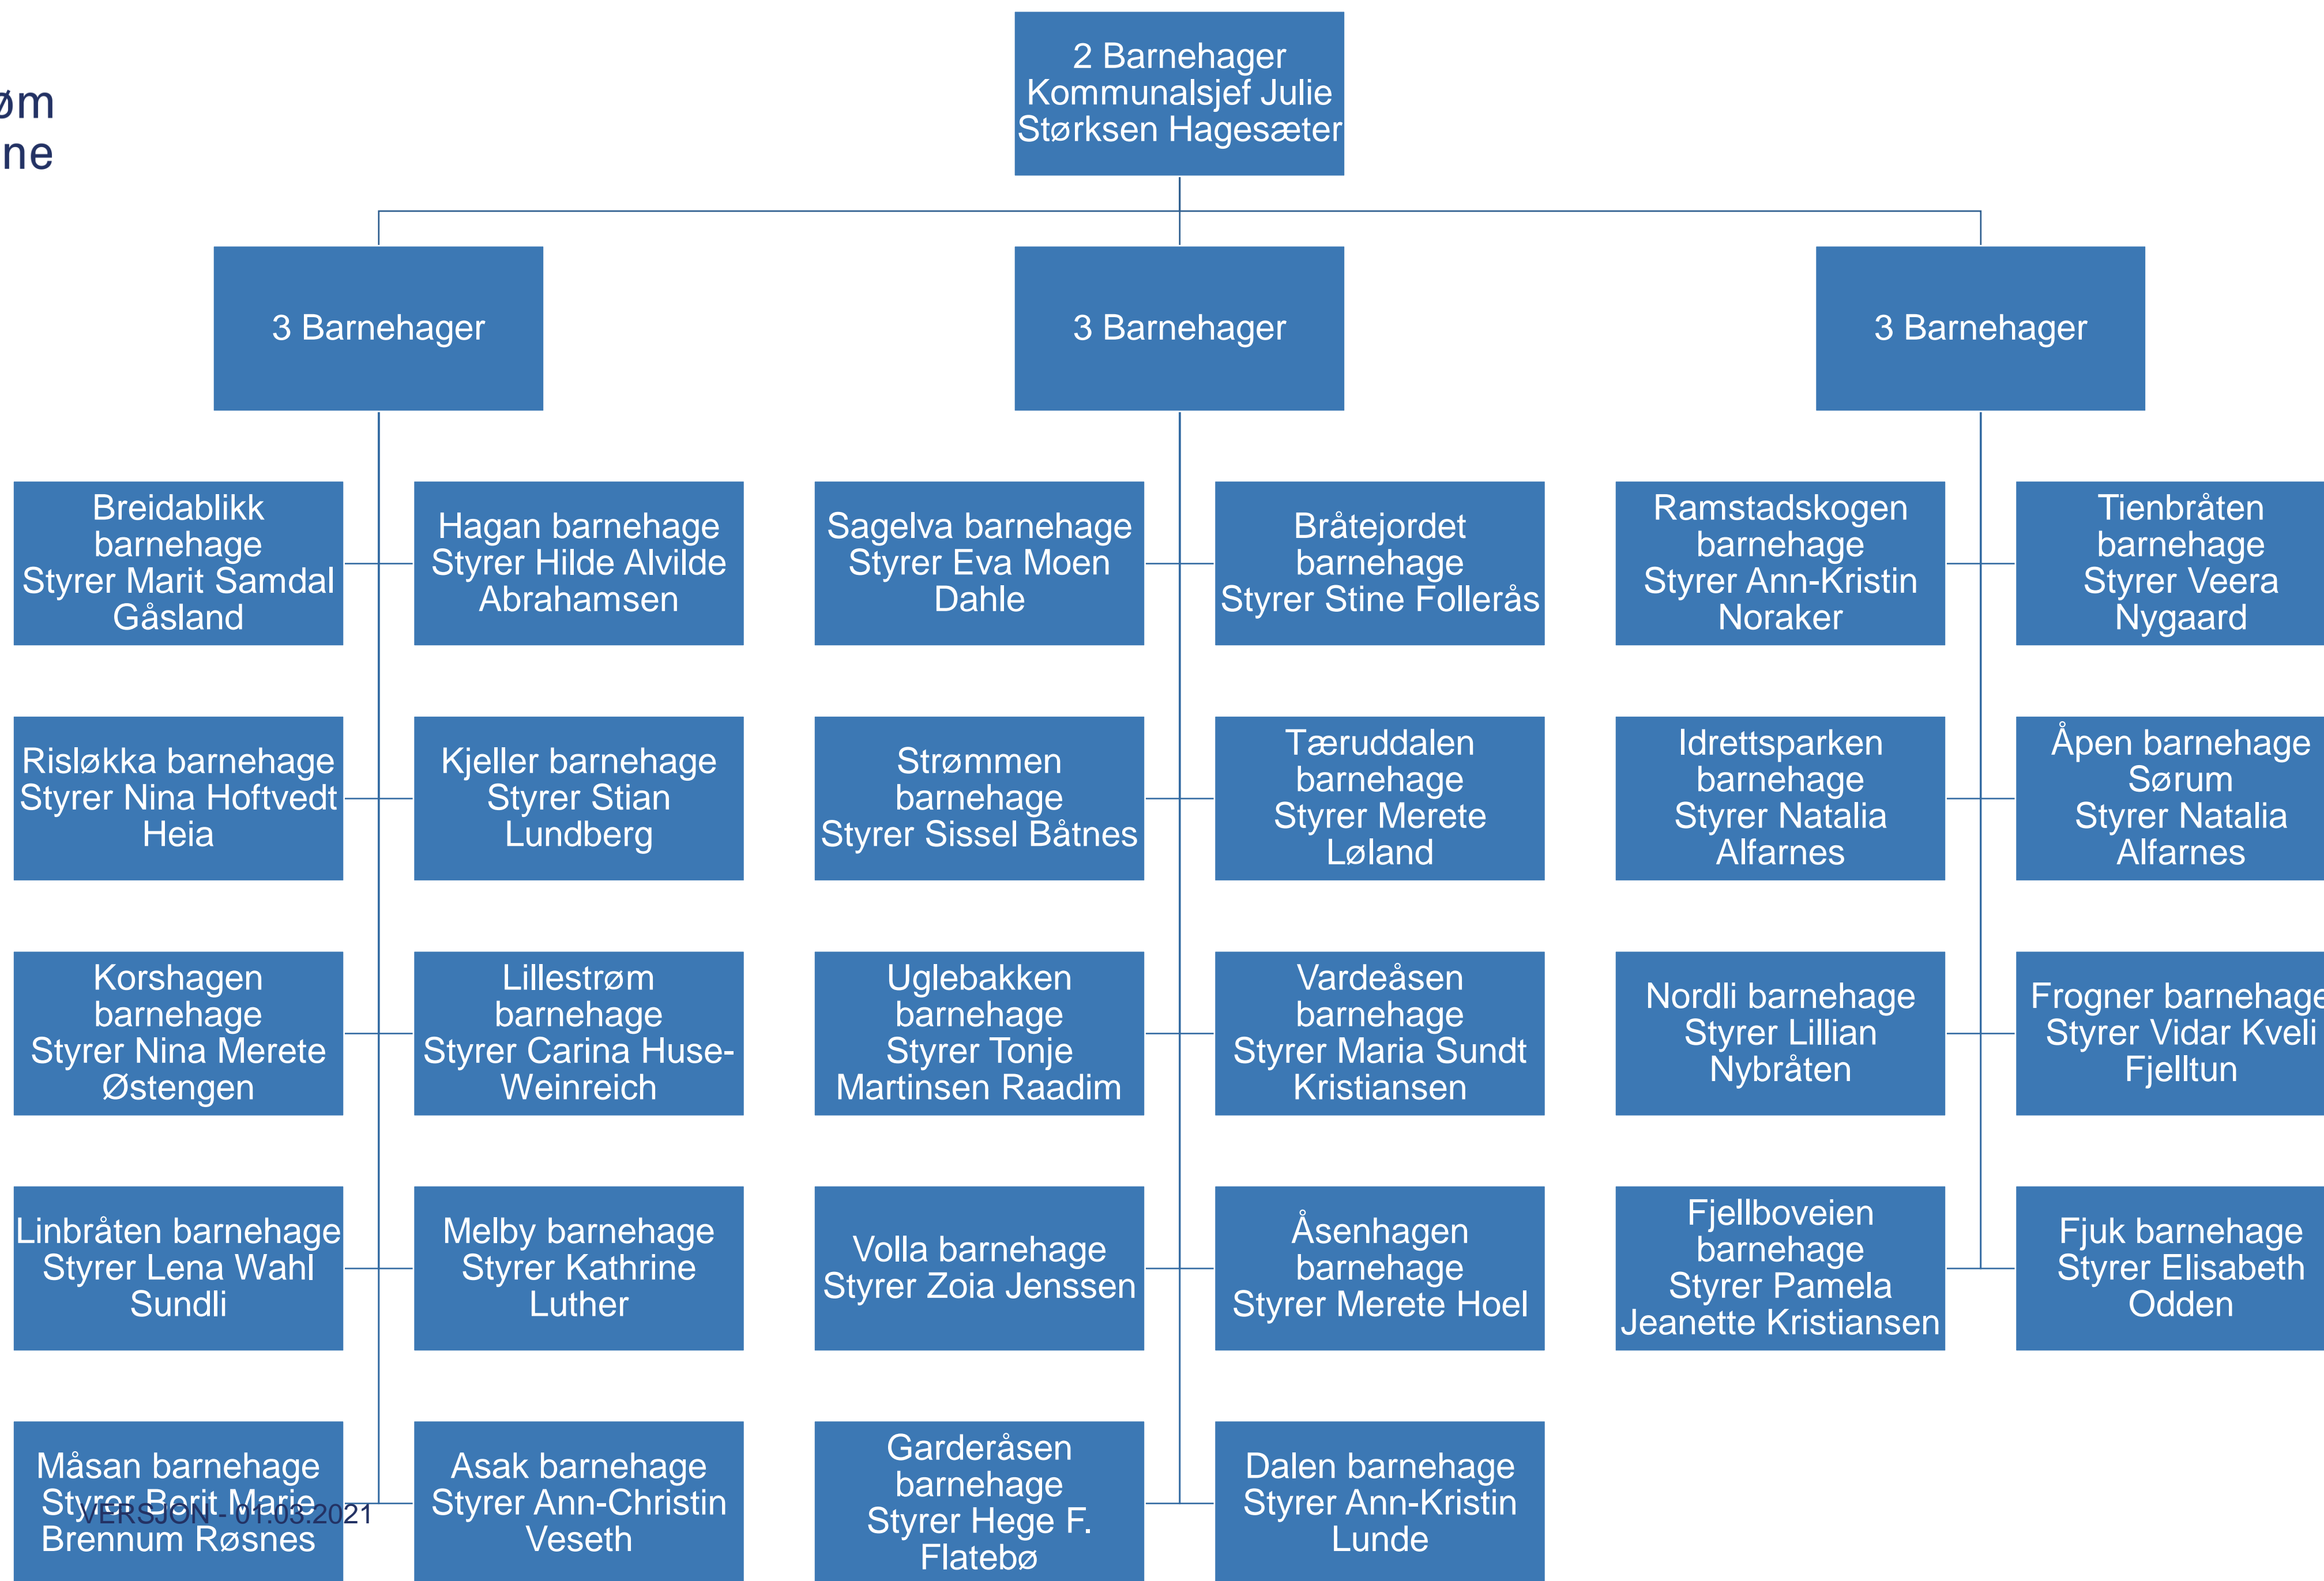 øm
ne
2 Barnehager
Kommunalsjef Julie
Størksen Hagesæter
3 Barnehager
3 Barnehager
3 Barnehager
Breidablikk
barnehage
Styrer Marit Samdal
Gåsland
Hagan barnehage
Styrer Hilde Alvilde
Abrahamsen
Sagelva barnehage
Styrer Eva Moen
Dahle
Bråtejordet
barnehage
Styrer Stine Follerås
Ramstadskogen
barnehage
Styrer Ann-Kristin
Noraker
Tienbråten
barnehage
Styrer Veera
Nygaard
Risløkka barnehage
Styrer Nina Hoftvedt
Heia
Kjeller barnehage
Styrer Stian
Lundberg
Strømmen
barnehage
Styrer Sissel Båtnes
Tæruddalen
barnehage
Styrer Merete
Løland
Idrettsparken
barnehage
Styrer Natalia
Alfarnes
Åpen barnehage
Sørum
Styrer Natalia
Alfarnes
Korshagen
barnehage
Styrer Nina Merete
Østengen
Lillestrøm
barnehage
Styrer Carina Huse-
Weinreich
Uglebakken
barnehage
Styrer Tonje
Martinsen Raadim
Vardeåsen
barnehage
Styrer Maria Sundt
Kristiansen
Nordli barnehage
Styrer Lillian
Nybråten
Frogner barnehage
Styrer Vidar Kveli
Fjelltun
Linbråten barnehage
Styrer Lena Wahl
Sundli
Melby barnehage
Styrer Kathrine
Luther
Volla barnehage
Styrer Zoia Jenssen
Åsenhagen
barnehage
Styrer Merete Hoel
Fjellboveien
barnehage
Styrer Pamela
Jeanette Kristiansen
Fjuk barnehage
Styrer Elisabeth
Odden
Måsan barnehage
Styrer Berit Marie
Brennum Røsnes
VERSJON - 01.03.2021
Asak barnehage
Styrer Ann-Christin
Veseth
Garderåsen
barnehage
Styrer Hege F.
Flatebø
Dalen barnehage
Styrer Ann-Kristin
Lunde